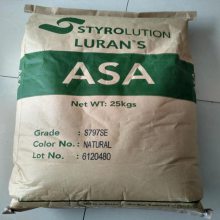 STYROLUTION
LURAN'S
ASA
Net WT: 25kgs
Grade : S797SE
Color No. : NATURAL
Lot No. : 6120480